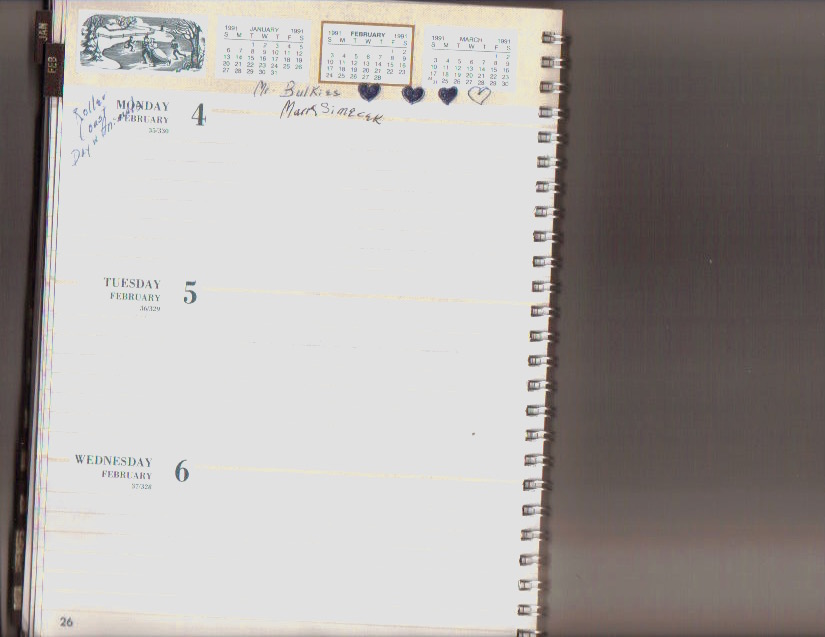 JAN
FEB
1991 JANUARY 1991
S M T W T F S
1 2 3 4 5
6 7 8 9 10 11 12
13 14 15 16 17 18 19
20 21 22 23 24 25 26
27 28 29 30 31
1991 FEBRUARY 1991
S M T W T F S
1 2
3 4 5 6 7 8 9
10 11 12 13 14 15 16
17 18 19 20 21 22 23
24 25 26 27 28
1991 MARCH 1991
S M T W T F S
1 2
3 4 5 6 7 8 9
10 11 12 13 14 15 16
17 18 19 20 21 22 23
24 31 25 26 27 28 29 30
Mr. Bulkies
Mark Simecek
Roller
Coast
Day n
MONDAY 4
FEBRUARY
35/330
TUESDAY 5
FEBRUARY
36/329
WEDNESDAY 6
FEBRUARY
37/328
26